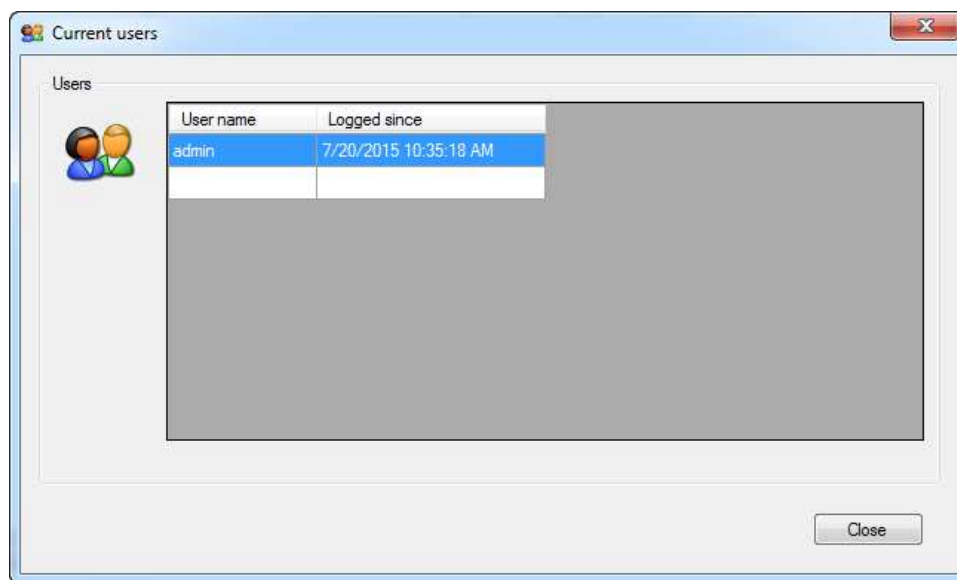 Current users
Users
User name Logged since
admin 7/20/2015 10:35:18 AM
Close